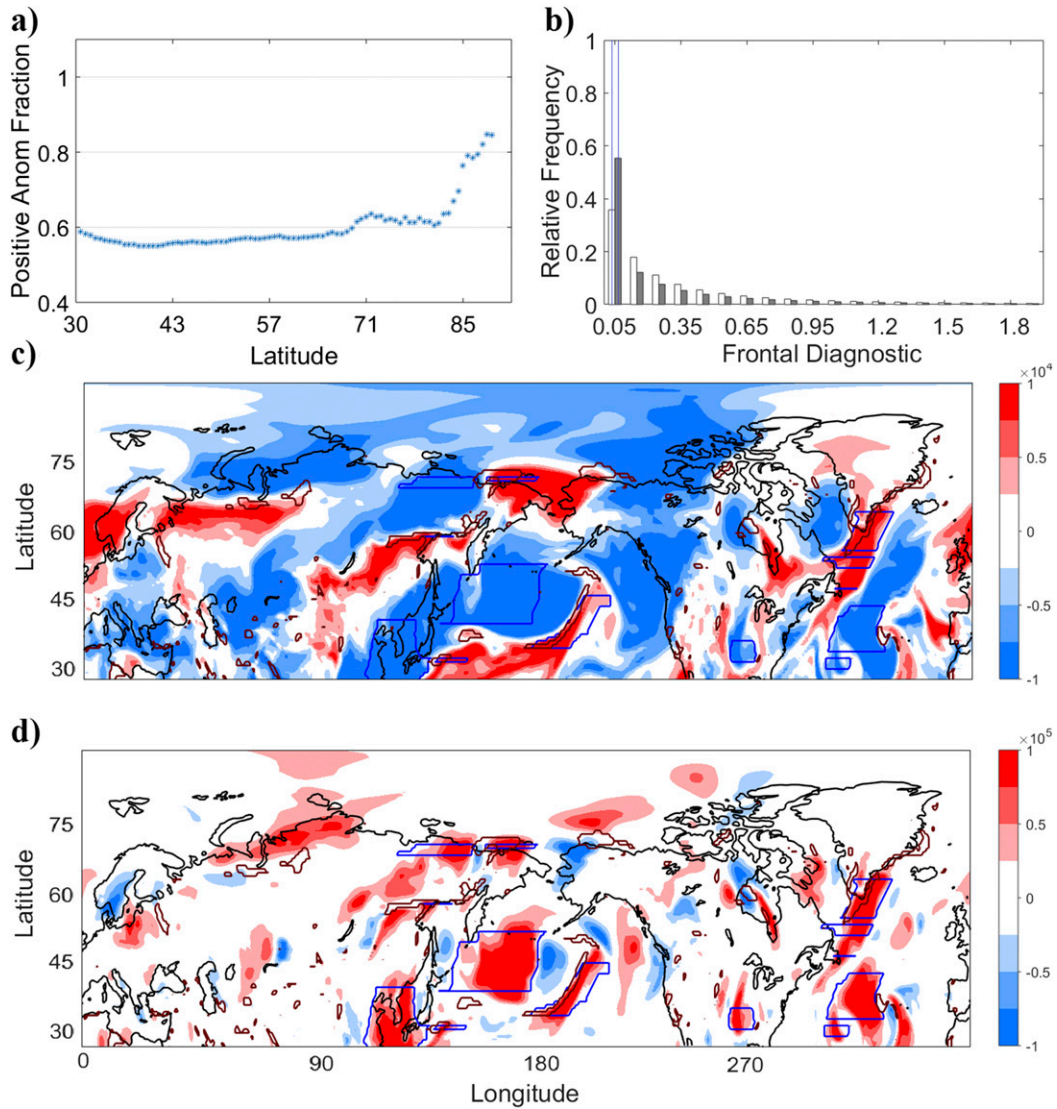 a)
Positive Anom Fraction
1
0.8
0.6
0.4
30 43 57 71 85
Latitude
b)
Relative Frequency
1
0.8
0.6
0.4
0.2
0
0.05 0.35 0.65 0.95 1.2 1.5 1.8
Frontal Diagnostic
c)
Latitude
75
60
45
30
×10⁴
1
0.5
0
-0.5
-1
d)
Latitude
75
60
45
30
0 90 180 270
Longitude
×10⁵
1
0.5
0
-0.5
-1